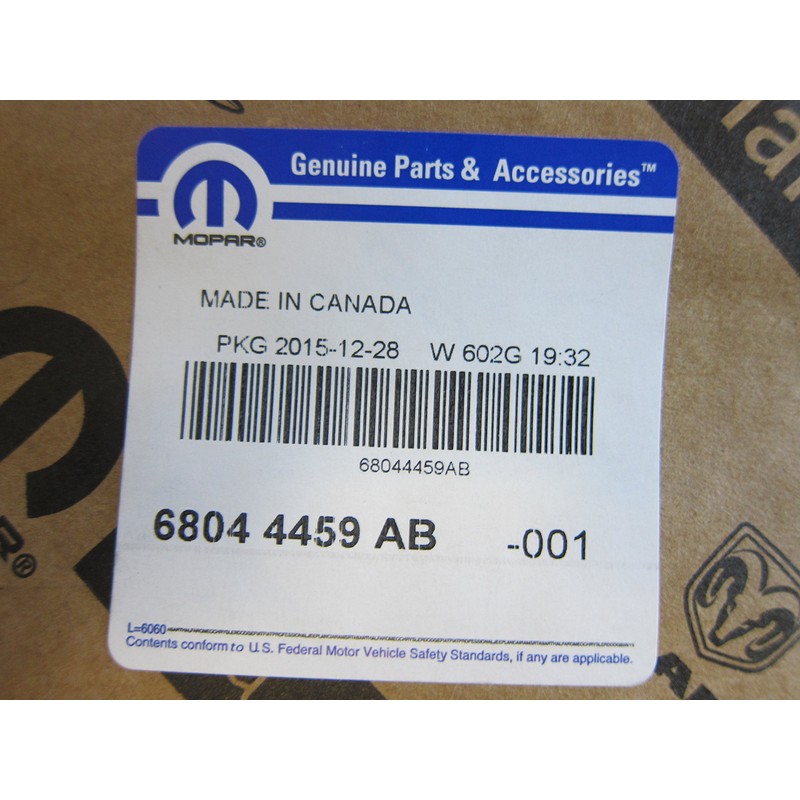 Genuine Parts & Accessories™
MOPAR®
MADE IN CANADA
PKG 2015-12-28 W 602G 19:32
68044459AB
6804 4459 AB -001
L=6060
Contents conform to U.S. Federal Motor Vehicle Safety Standards, if any are applicable.